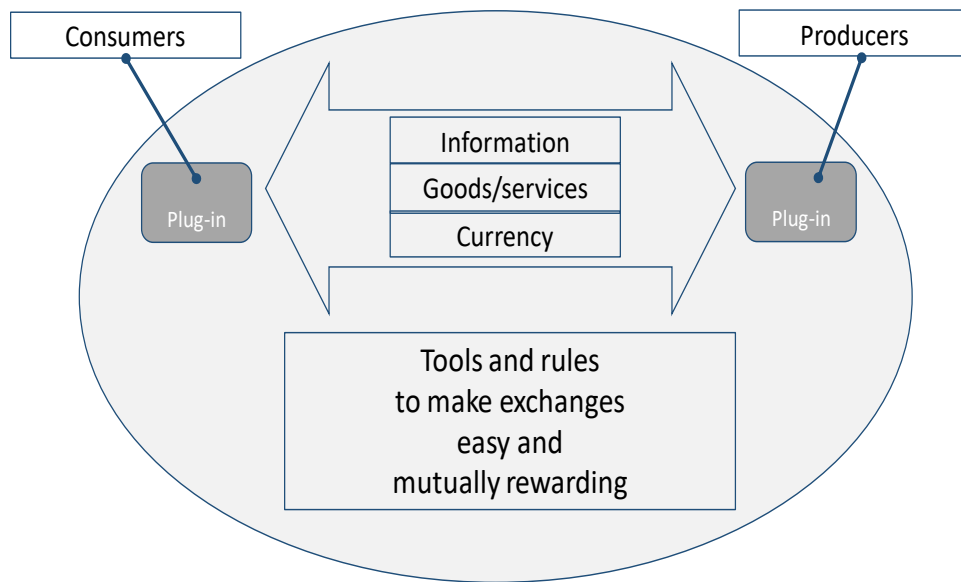 Consumers
Producers
Information
Goods/services
Currency
Plug-in
Plug-in
Tools and rules
to make exchanges
easy and
mutually rewarding